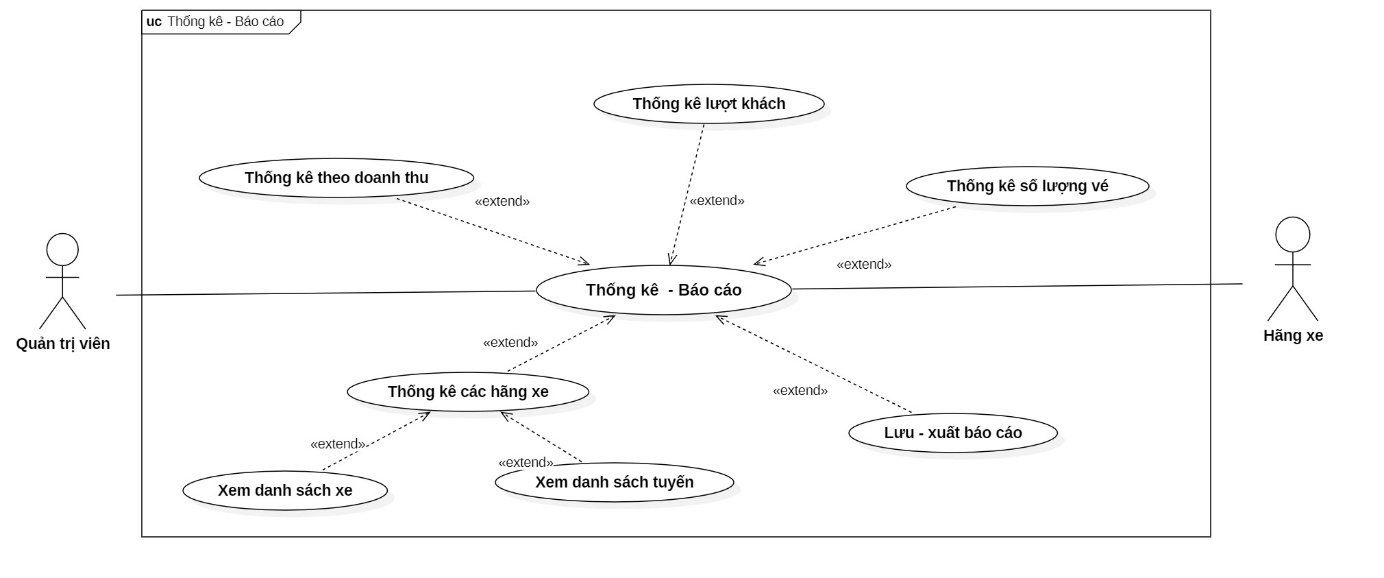 uc Thống kê - Báo cáo
Thống kê lượt khách
Thống kê theo doanh thu
Thống kê số lượng vé
«extend»
«extend»
«extend»
Thống kê - Báo cáo
Quản trị viên
Hãng xe
«extend»
Thống kê các hãng xe
«extend»
Lưu - xuất báo cáo
«extend»
«extend»
Xem danh sách xe
Xem danh sách tuyến